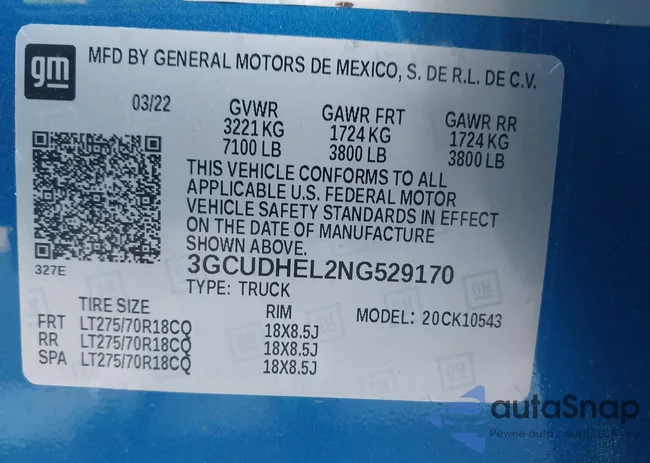 gm
MFD BY GENERAL MOTORS DE MEXICO, S. DE R.L. DE C.V.
03/22
GVWR GAWR FRT GAWR RR
3221 KG 1724 KG 1724 KG
7100 LB 3800 LB 3800 LB
THIS VEHICLE CONFORMS TO ALL
APPLICABLE U.S. FEDERAL MOTOR
VEHICLE SAFETY STANDARDS IN EFFECT
ON THE DATE OF MANUFACTURE
SHOWN ABOVE.
327E
3GCUDHEL2NG529170
TYPE: TRUCK
TIRE SIZE RIM MODEL: 20CK10543
FRT LT275/70R18CQ 18X8.5J
RR LT275/70R18CQ 18X8.5J
SPA LT275/70R18CQ 18X8.5J
autaSnap
Pewne auta z